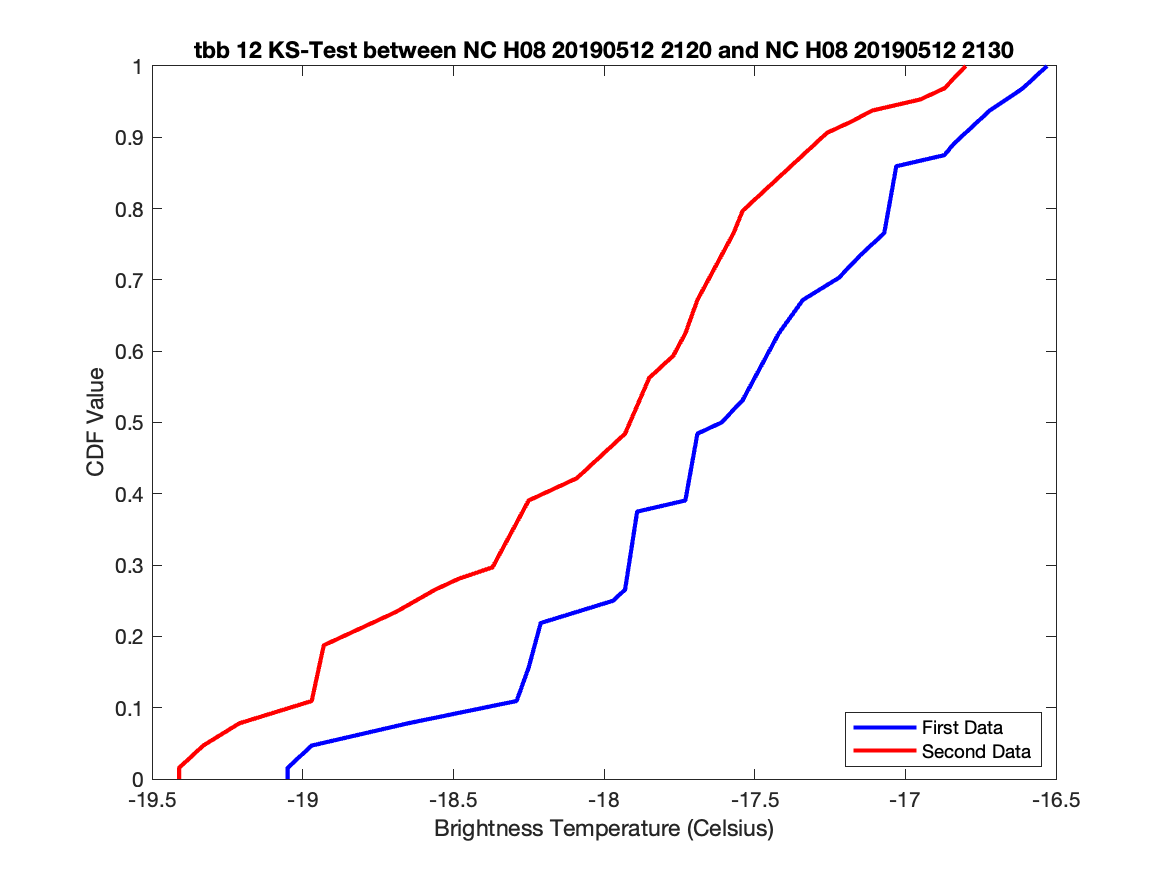 tbb 12 KS-Test between NC H08 20190512 2120 and NC H08 20190512 2130
1
0.9
0.8
0.7
0.6
0.5
0.4
0.3
0.2
0.1
0
CDF Value
First Data
Second Data
-19.5 -19 -18.5 -18 -17.5 -17 -16.5
Brightness Temperature (Celsius)